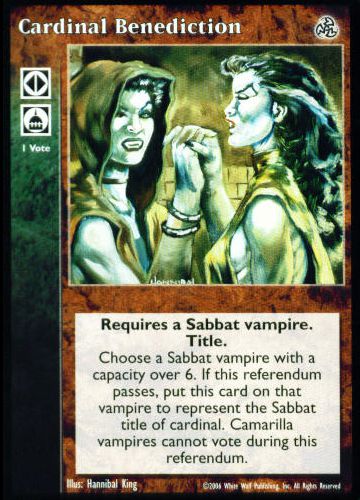 Cardinal Benediction
1 Vote
Hannibal
Requires a Sabbat vampire.
Title.
Choose a Sabbat vampire with a
capacity over 6. If this referendum
passes, put this card on that
vampire to represent the Sabbat
title of cardinal. Camarilla
vampires cannot vote during this
referendum.
Illus: Hannibal King
©2006 White Wolf Publishing, Inc. All Rights Reserved